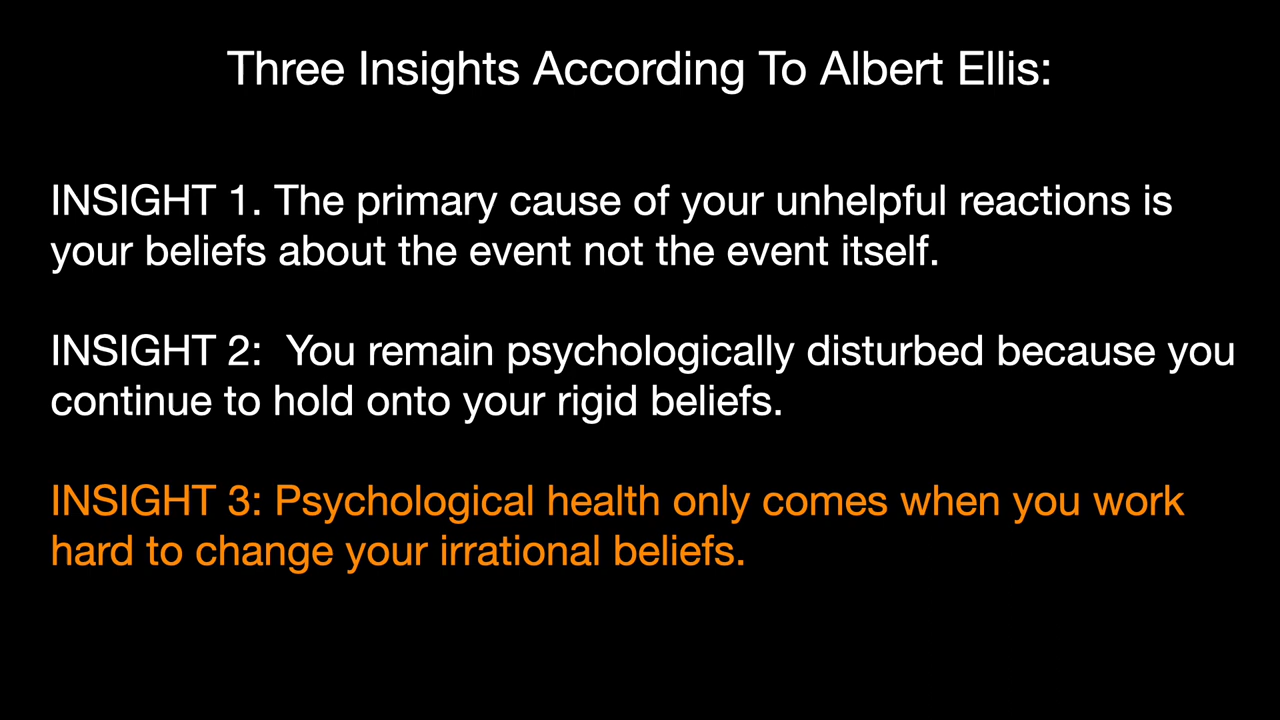 Three Insights According To Albert Ellis:
INSIGHT 1. The primary cause of your unhelpful reactions is
your beliefs about the event not the event itself.
INSIGHT 2:  You remain psychologically disturbed because you
continue to hold onto your rigid beliefs.
INSIGHT 3: Psychological health only comes when you work
hard to change your irrational beliefs.